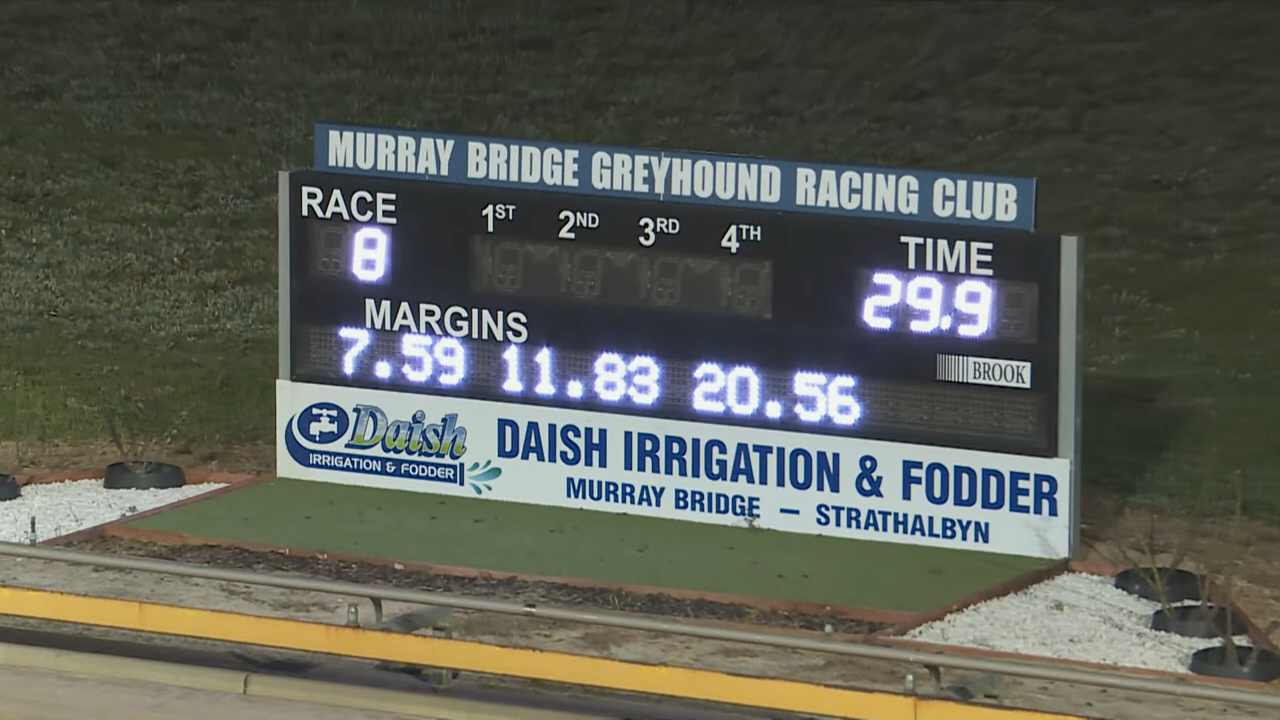 MURRAY BRIDGE GREYHOUND RACING CLUB
RACE 1ST 2ND 3RD 4TH TIME
8 29.9
MARGINS
7.59 11.83 20.56
BROOK
Daish
IRRIGATION & FODDER
DAISH IRRIGATION & FODDER
MURRAY BRIDGE – STRATHALBYN